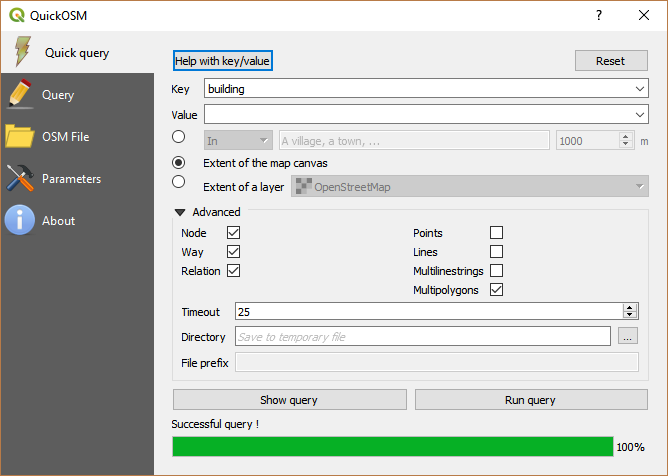 QuickOSM
Quick query
Query
OSM File
Parameters
About
Help with key/value
Reset
Key building
Value
In A village, a town, ... 1000 m
Extent of the map canvas
Extent of a layer OpenStreetMap
Advanced
Node Points
Way Lines
Relation Multilinestrings
Multipolygons
Timeout 25
Directory Save to temporary file ...
File prefix
Show query Run query
Successful query !
100%